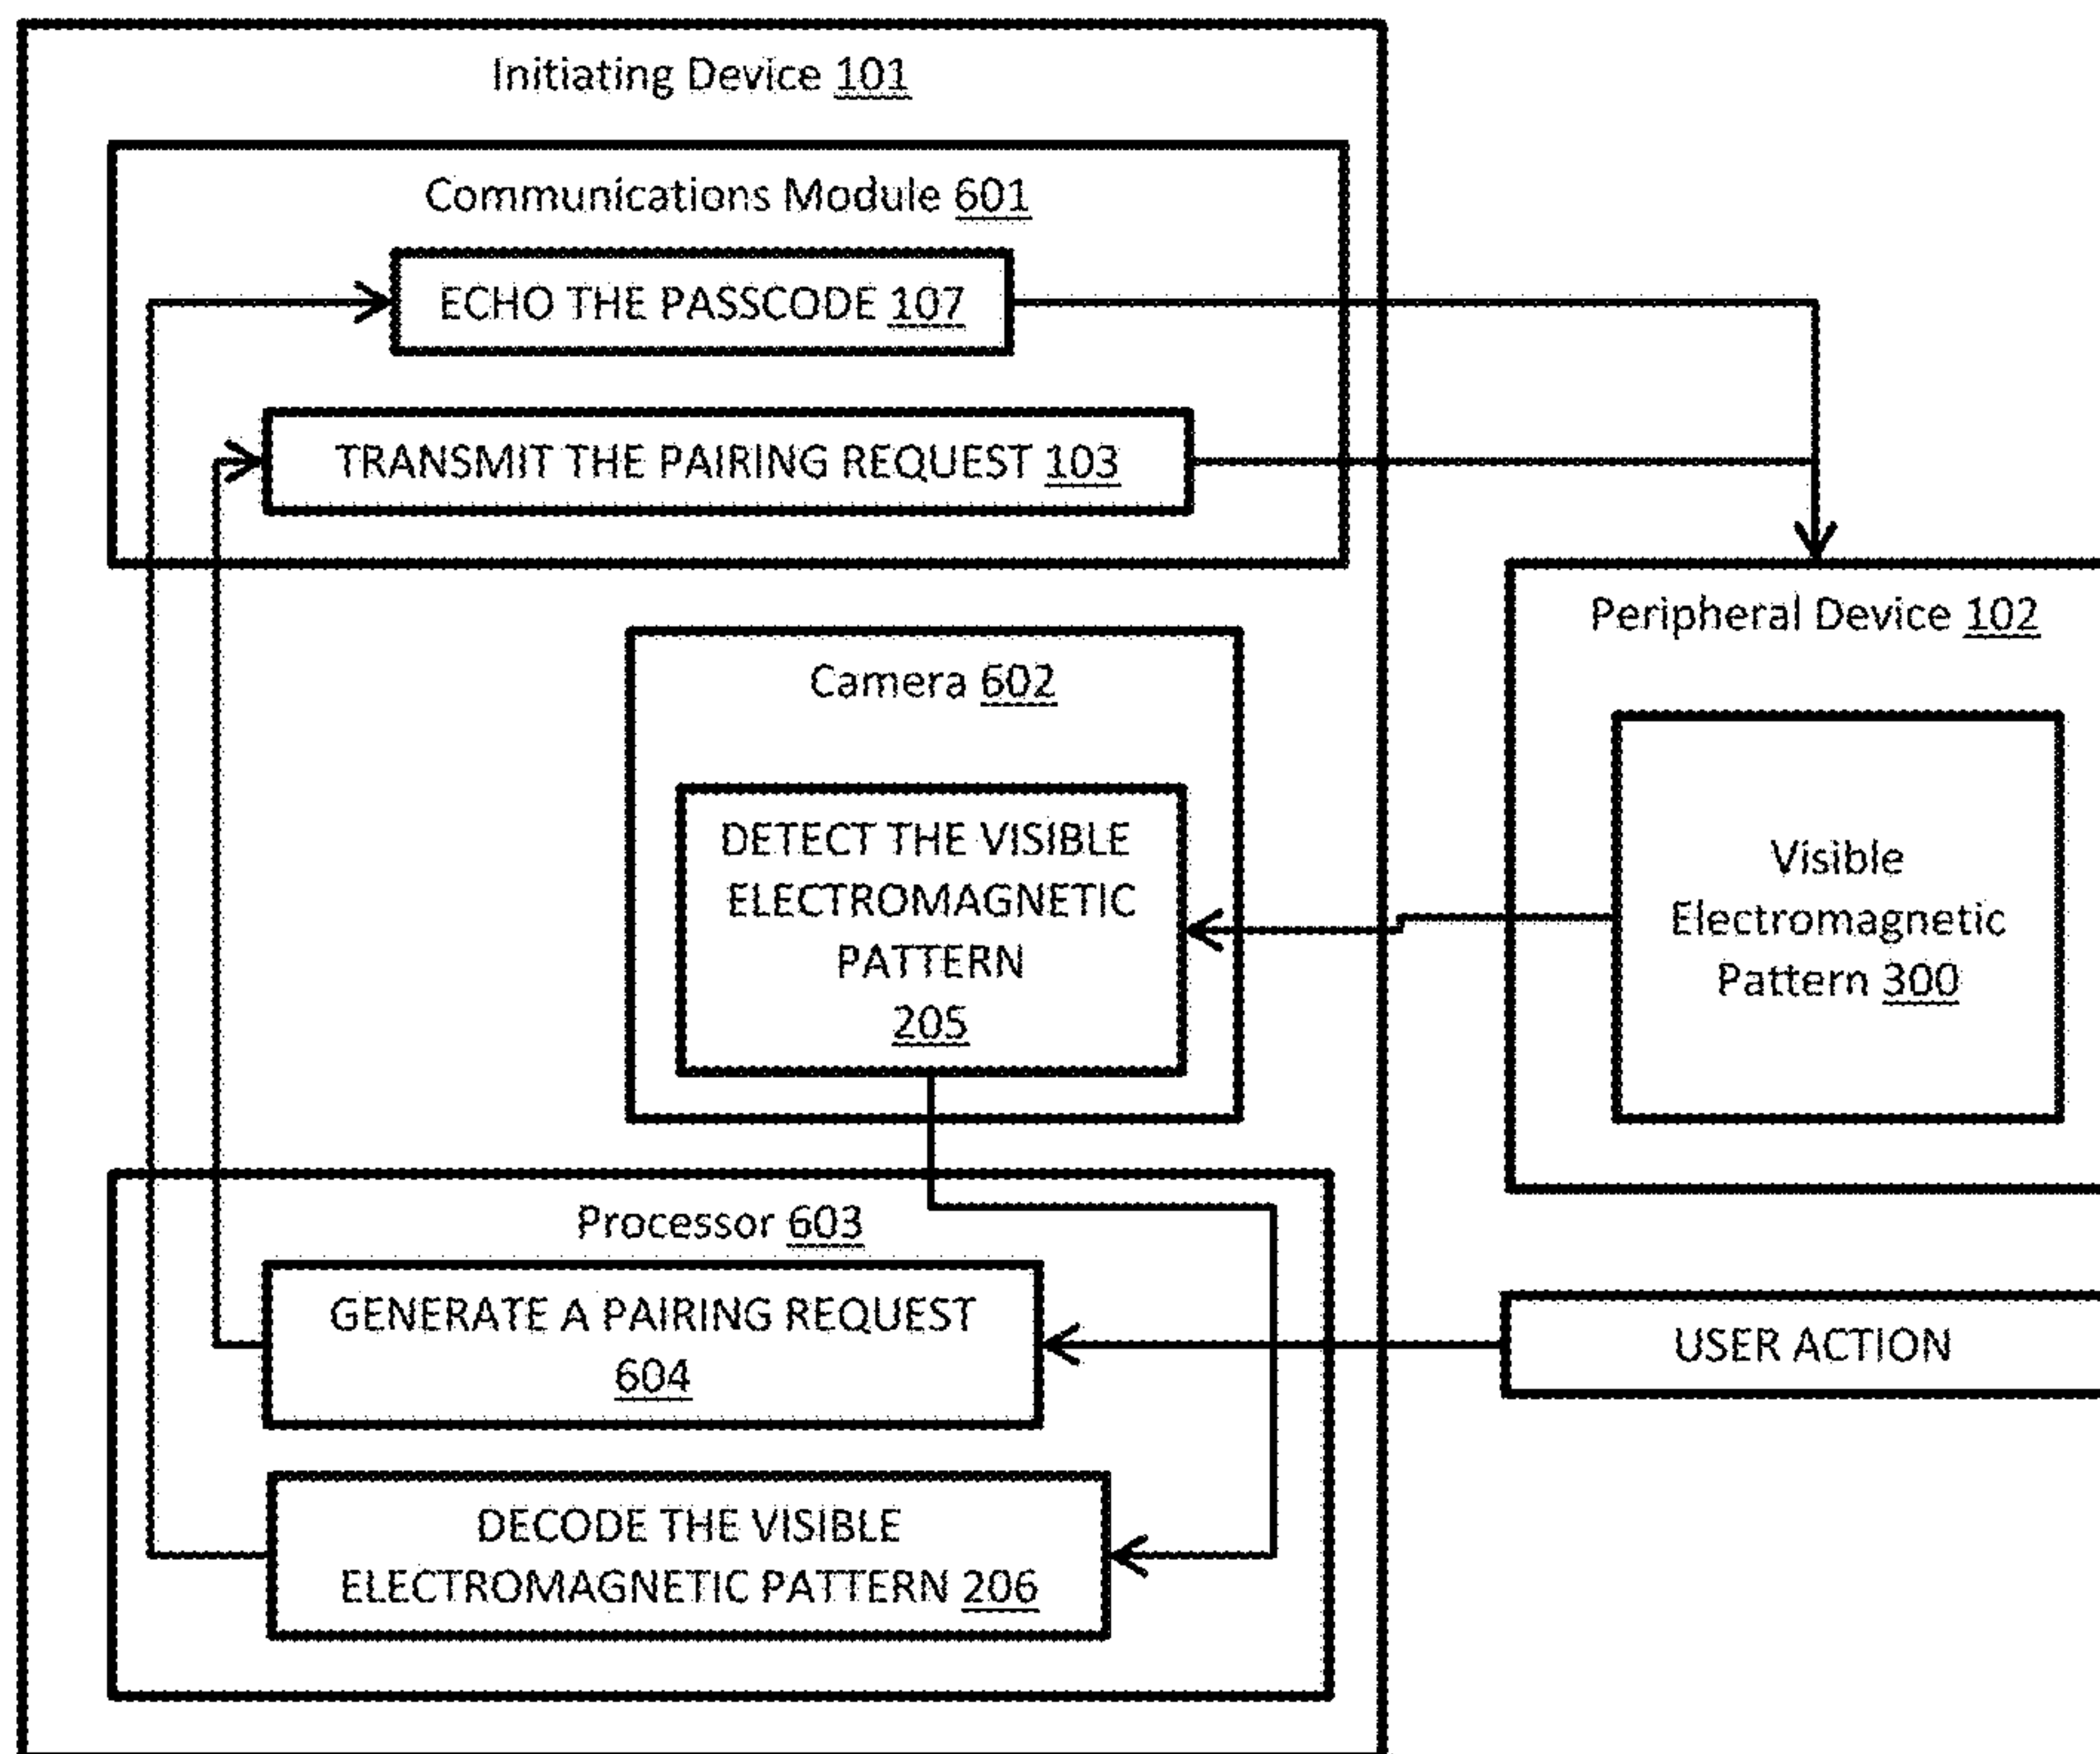 Initiating Device 101
Communications Module 601
ECHO THE PASSCODE 107
TRANSMIT THE PAIRING REQUEST 103
Peripheral Device 102
Camera 602
DETECT THE VISIBLE
ELECTROMAGNETIC
PATTERN
205
Visible
Electromagnetic
Pattern 300
Processor 603
GENERATE A PAIRING REQUEST
604
USER ACTION
DECODE THE VISIBLE
ELECTROMAGNETIC PATTERN 206